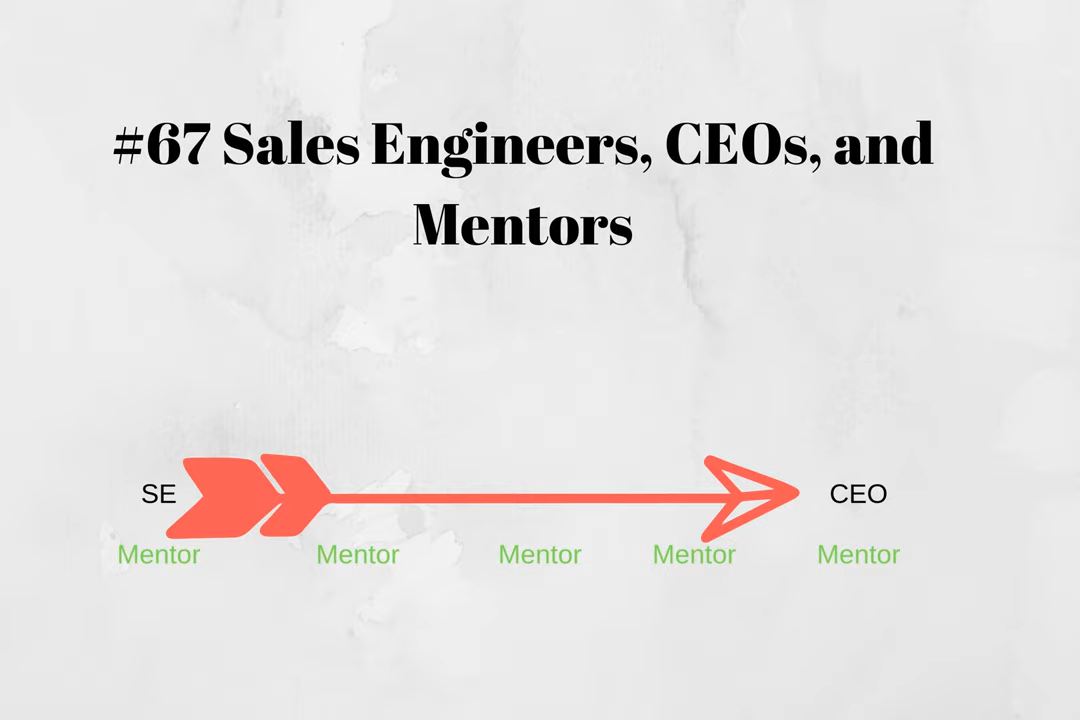 #67 Sales Engineers, CEOs, and
Mentors
SE CEO
Mentor Mentor Mentor Mentor Mentor